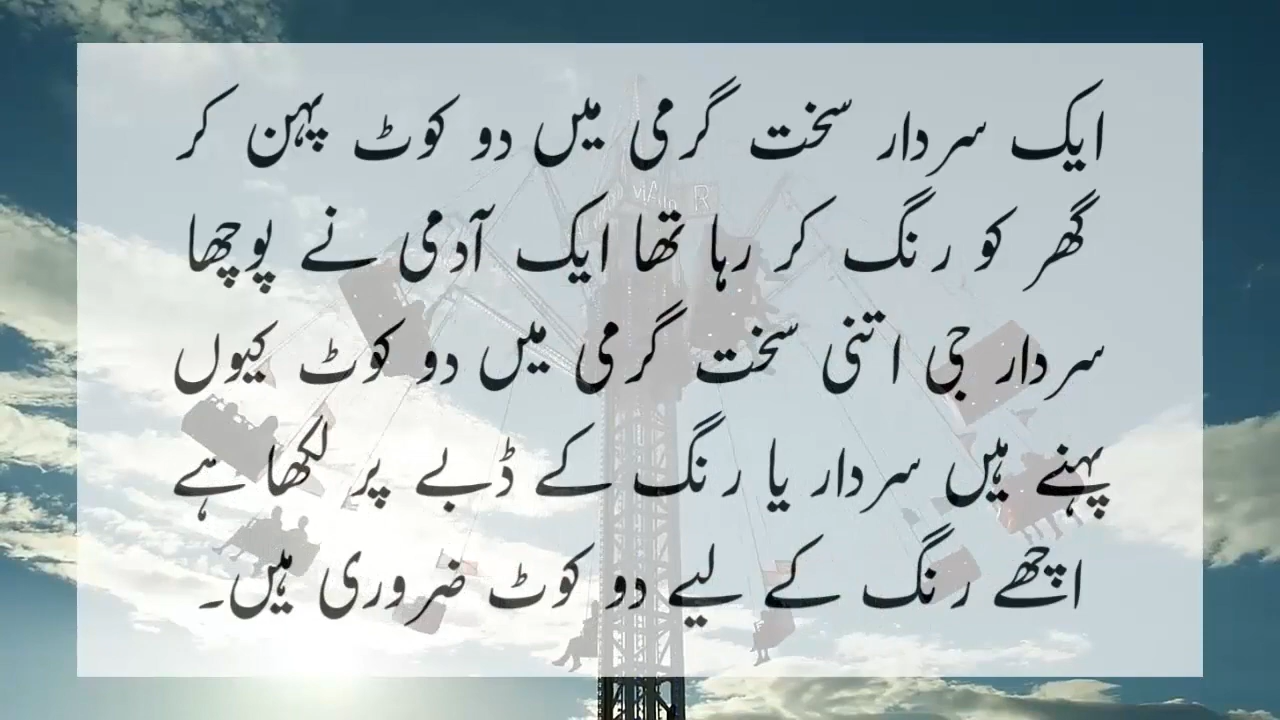 ایک سردار سخت گرمی میں دو کوٹ پہن کر
گھر کو رنگ کر رہا تھا ایک آدمی نے پوچھا
سردار جی اتنی سخت گرمی میں دو کوٹ کیوں
پہنے ہیں سردار یا رنگ کے ڈبے پر لکھا ہے
اچھے رنگ کے لیے دو کوٹ ضروری ہیں۔